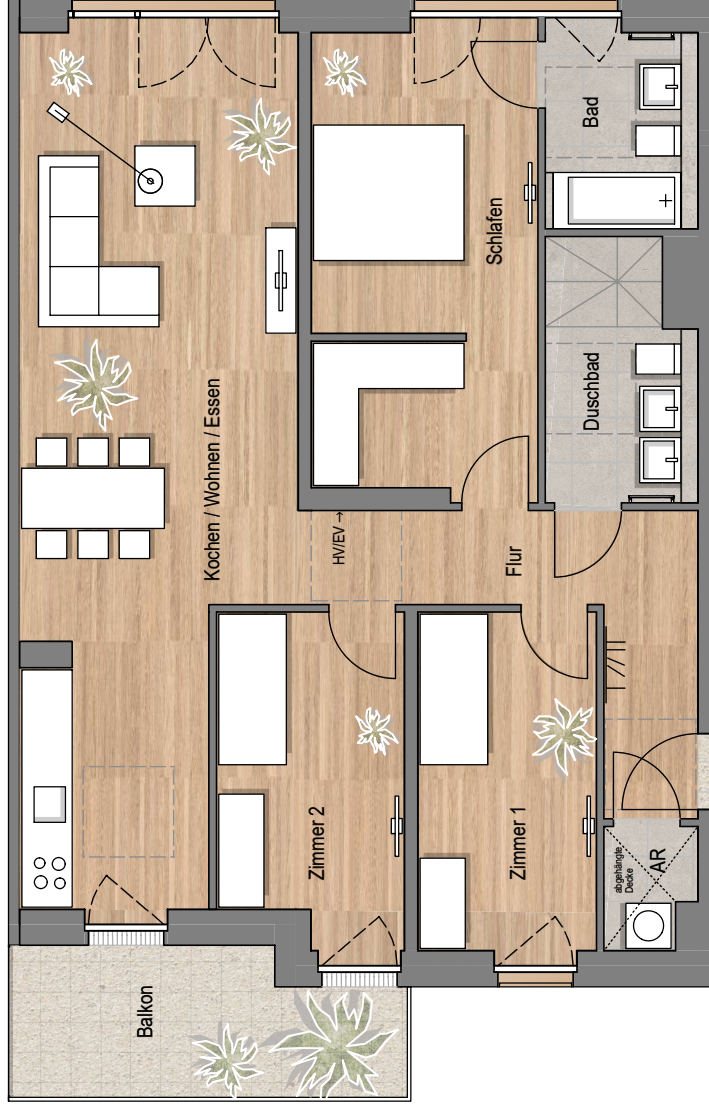 Bad
Schlafen
Duschbad
Kochen / Wohnen / Essen
HV/EV →
Flur
Zimmer 2
Zimmer 1
abgehängte
Decke
AR
Balkon